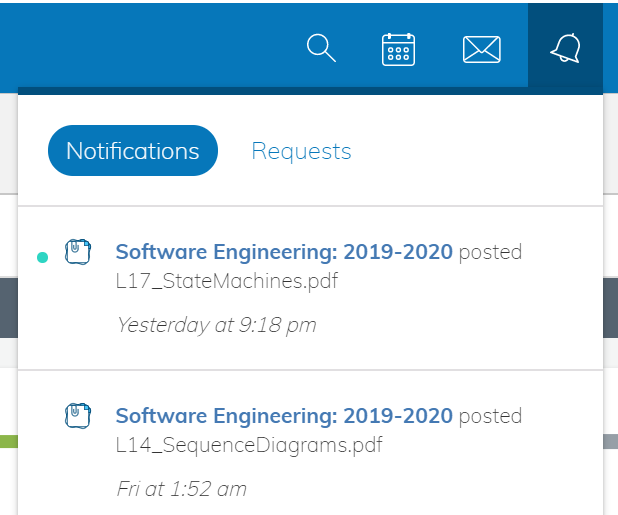 Notifications Requests
Software Engineering: 2019-2020 posted
L17_StateMachines.pdf
Yesterday at 9:18 pm
Software Engineering: 2019-2020 posted
L14_SequenceDiagrams.pdf
Fri at 1:52 am